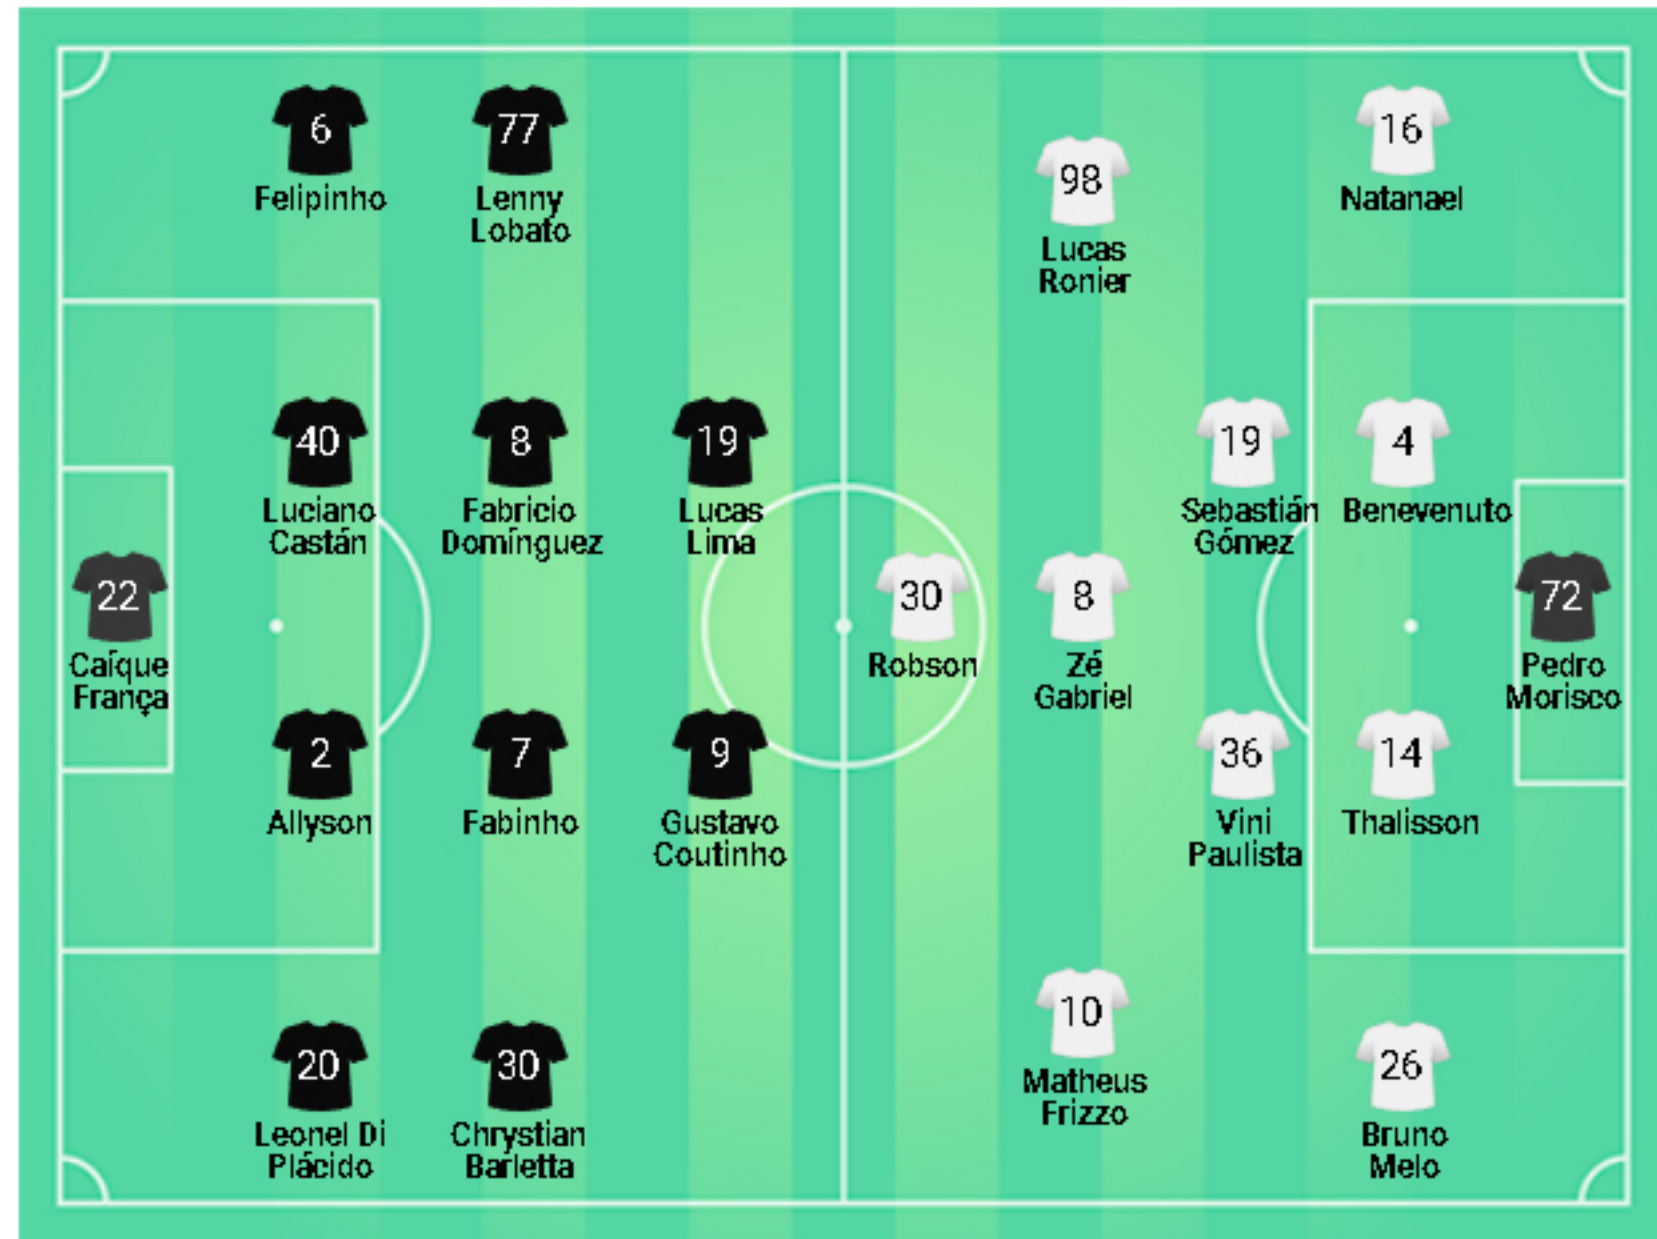 6
Felipinho
77
Lenny
Lobato
98
Lucas
Ronier
16
Natanael
40
Luciano
Castán
8
Fabricio
Domínguez
19
Lucas
Lima
19
Sebastián
Gómez
4
Benevenuto
22
Caíque
França
30
Robson
8
Zé
Gabriel
72
Pedro
Morisco
2
Allyson
7
Fabinho
9
Gustavo
Coutinho
36
Vini
Paulista
14
Thalisson
10
Matheus
Frizzo
20
Leonel Di
Plácido
30
Chrystian
Barletta
26
Bruno
Melo